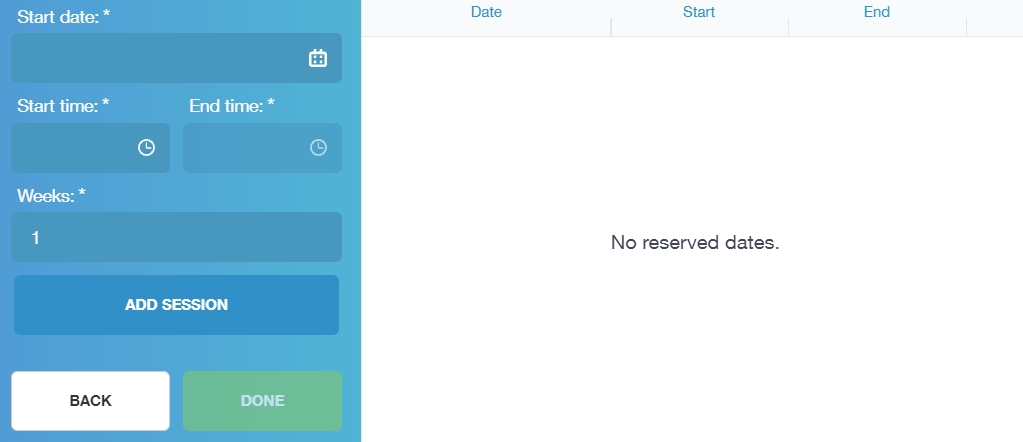 Start date: *
Start time: *
End time: *
Weeks: *
1
ADD SESSION
BACK
DONE
Date
Start
End
No reserved dates.